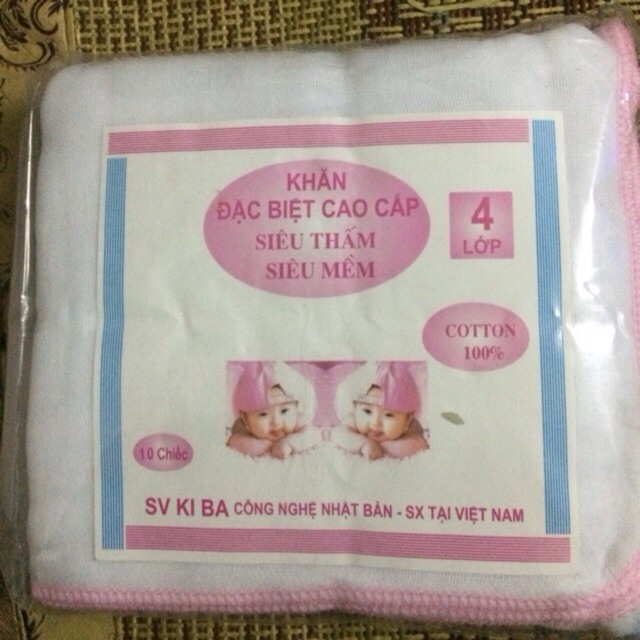 KHĂN
ĐẶC BIỆT CAO CẤP
SIÊU THẤM
SIÊU MỀM
4
LỚP
COTTON
100%
10 Chiếc
SV KI BA CÔNG NGHỆ NHẬT BẢN - SX TẠI VIỆT NAM